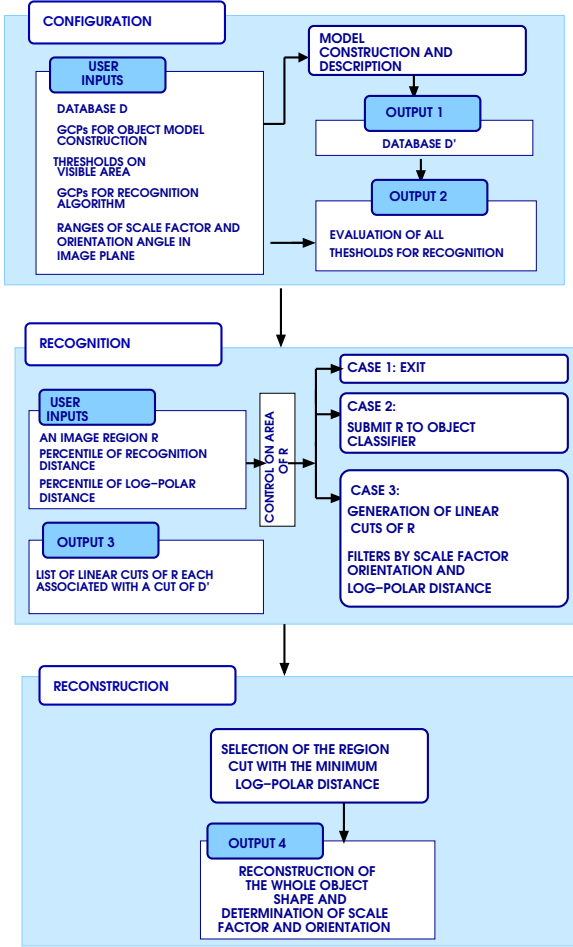 CONFIGURATION
USER
INPUTS
DATABASE D
GCPs FOR OBJECT MODEL
CONSTRUCTION
THRESHOLDS ON
VISIBLE AREA
GCPs FOR RECOGNITION
ALGORITHM
RANGES OF SCALE FACTOR AND
ORIENTATION ANGLE IN
IMAGE PLANE
MODEL
CONSTRUCTION AND
DESCRIPTION
OUTPUT 1
DATABASE D'
OUTPUT 2
EVALUATION OF ALL
THESHOLDS FOR RECOGNITION
RECOGNITION
USER
INPUTS
AN IMAGE REGION R
PERCENTILE OF RECOGNITION
DISTANCE
PERCENTILE OF LOG−POLAR
DISTANCE
OUTPUT 3
LIST OF LINEAR CUTS OF R EACH
ASSOCIATED WITH A CUT OF D'
CONTROL ON AREA
OF R
CASE 1: EXIT
CASE 2:
SUBMIT R TO OBJECT
CLASSIFIER
CASE 3:
GENERATION OF LINEAR
CUTS OF R
FILTERS BY SCALE FACTOR
ORIENTATION AND
LOG−POLAR DISTANCE
RECONSTRUCTION
SELECTION OF THE REGION
CUT WITH THE MINIMUM
LOG−POLAR DISTANCE
OUTPUT 4
RECONSTRUCTION OF
THE WHOLE OBJECT
SHAPE AND
DETERMINATION OF SCALE
FACTOR AND ORIENTATION